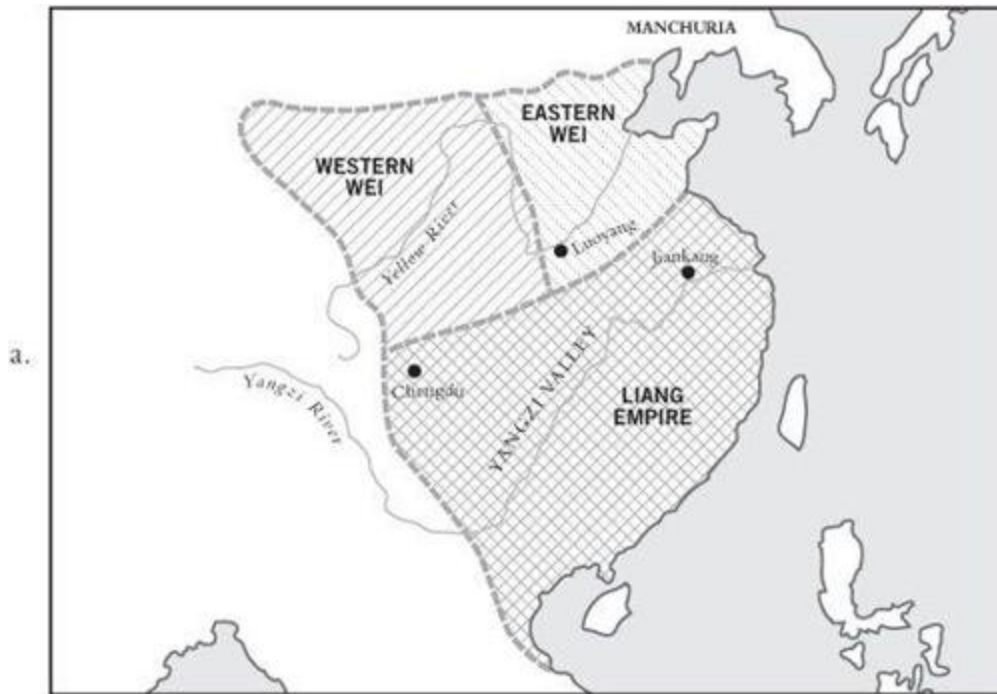 MANCHURIA
EASTERN
WEI
WESTERN
WEI
Yellow River
Luoyang
Jiankang
a.
Chengdu
Yangzi River
YANGZI VALLEY
LIANG
EMPIRE